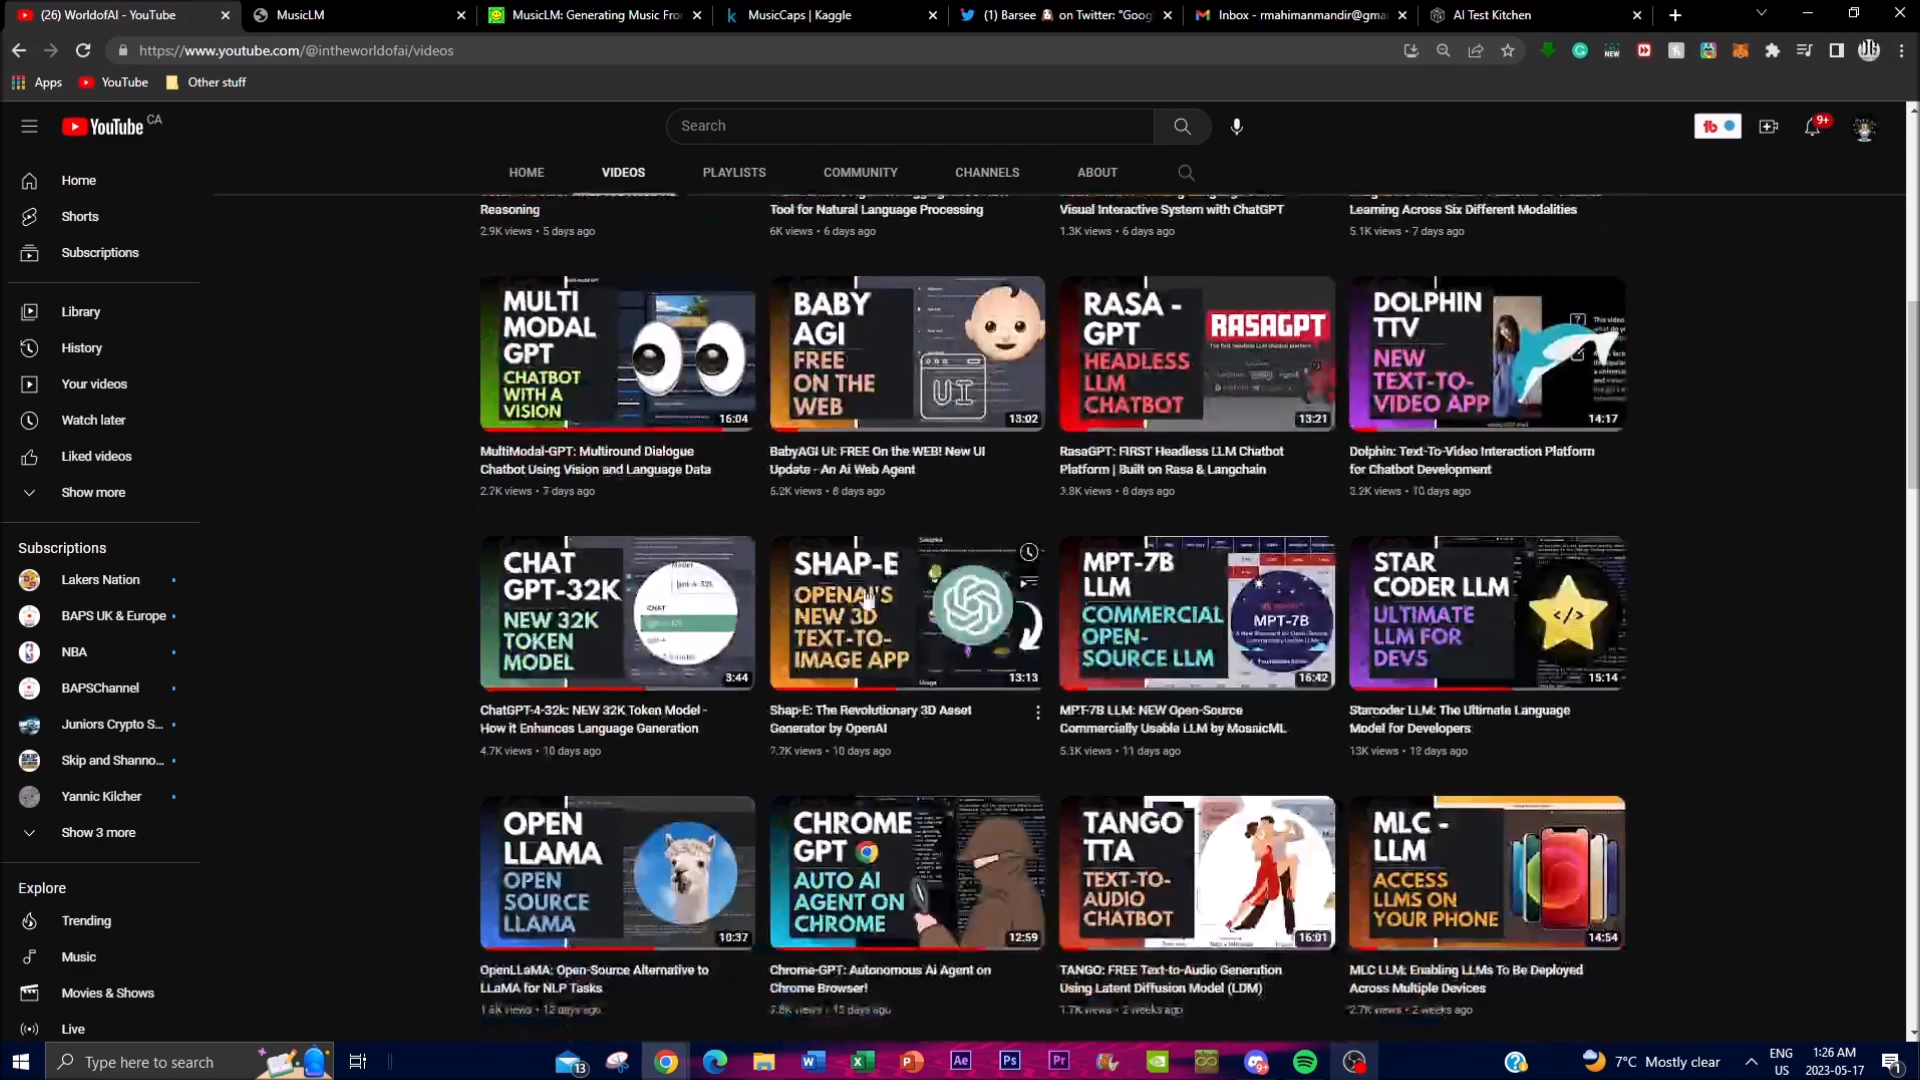 (26) WorldofAI - YouTube
MusicLM
MusicLM: Generating Music Fro
MusicCaps | Kaggle
(1) Barsee on Twitter: "Goog
Inbox - rmahimanmandir@gma
AI Test Kitchen
https://www.youtube.com/@intheworldofai/videos
Apps
YouTube
Other stuff
YouTube CA
Search
9+
HOME
VIDEOS
PLAYLISTS
COMMUNITY
CHANNELS
ABOUT
Home
Shorts
Subscriptions
Library
History
Your videos
Watch later
Liked videos
Show more
Subscriptions
Lakers Nation
BAPS UK & Europe
NBA
BAPSChannel
Juniors Crypto S...
Skip and Shanno...
Yannic Kilcher
Show 3 more
Explore
Trending
Music
Movies & Shows
Live
Reasoning
2.9K views • 5 days ago
Tool for Natural Language Processing
6K views • 6 days ago
Visual Interactive System with ChatGPT
1.3K views • 6 days ago
Learning Across Six Different Modalities
5.1K views • 7 days ago
MULTI
MODAL
GPT
CHATBOT
WITH A
VISION
16:04
MultiModal-GPT: Multiround Dialogue
Chatbot Using Vision and Language Data
2.7K views • 7 days ago
BABY
AGI
FREE
ON THE
WEB
UI
13:02
BabyAGI UI: FREE On the WEB! New UI
Update - An Ai Web Agent
RASA -
GPT
HEADLESS
LLM
CHATBOT
RASAGPT
13:21
RasaGPT: FIRST Headless LLM Chatbot
Platform | Built on Rasa & Langchain
DOLPHIN
TTV
NEW
TEXT-TO-
VIDEO APP
14:17
Dolphin: Text-To-Video Interaction Platform
for Chatbot Development
CHAT
GPT-32K
NEW 32K
TOKEN
MODEL
3:44
ChatGPT-4-32k: NEW 32K Token Model -
How it Enhances Language Generation
4.7K views • 10 days ago
SHAP-E
OPENAI'S
NEW 3D
TEXT-TO-
IMAGE APP
13:13
Shap-E: The Revolutionary 3D Asset
Generator by OpenAI
7.2K views • 10 days ago
MPT-7B
LLM
COMMERCIAL
OPEN-
SOURCE LLM
MPT-7B
16:42
MPT-7B LLM: NEW Open-Source
Commercially Usable LLM by MosaicML
11 days ago
STAR
CODER LLM
ULTIMATE
LLM FOR
DEVS
</>
15:14
Starcoder LLM: The Ultimate Language
Model for Developers
13K views • 12 days ago
OPEN
LLAMA
OPEN
SOURCE
LLAMA
10:37
OpenLLaMA: Open-Source Alternative to
LLaMA for NLP Tasks
CHROME
GPT
AUTO AI
AGENT ON
CHROME
12:59
Chrome-GPT: Autonomous Ai Agent on
Chrome Browser!
TANGO
TTA
TEXT-TO-
AUDIO
CHATBOT
16:01
TANGO: FREE Text-to-Audio Generation
Using Latent Diffusion Model (LDM)
1.7K views • 2 weeks ago
MLC -
LLM
ACCESS
LLMS ON
YOUR PHONE
14:54
MLC LLM: Enabling LLMs To Be Deployed
Across Multiple Devices
2.7K views • 2 weeks ago
Type here to search
13
Ae
Ps
Pr
7°C Mostly clear
ENG
US
1:26 AM
2023-05-17
1